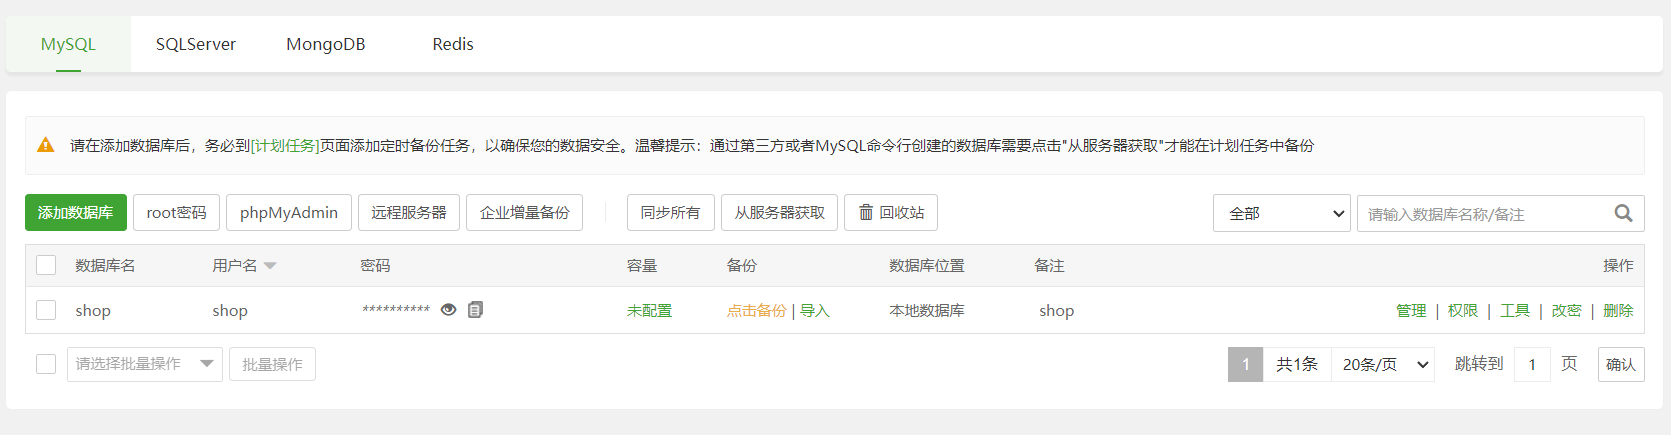 MySQL SQLServer MongoDB Redis
请在添加数据库后，务必到[计划任务]页面添加定时备份任务，以确保您的数据安全。温馨提示：通过第三方或者MySQL命令行创建的数据库需要点击"从服务器获取"才能在计划任务中备份
添加数据库 root密码 phpMyAdmin 远程服务器 企业增量备份 同步所有 从服务器获取 回收站 全部 请输入数据库名称/备注
数据库名 用户名 密码 容量 备份 数据库位置 备注 操作
shop shop ********** 未配置 点击备份 | 导入 本地数据库 shop 管理 | 权限 | 工具 | 改密 | 删除
请选择批量操作 批量操作 1 共1条 20条/页 跳转到 1 页 确认